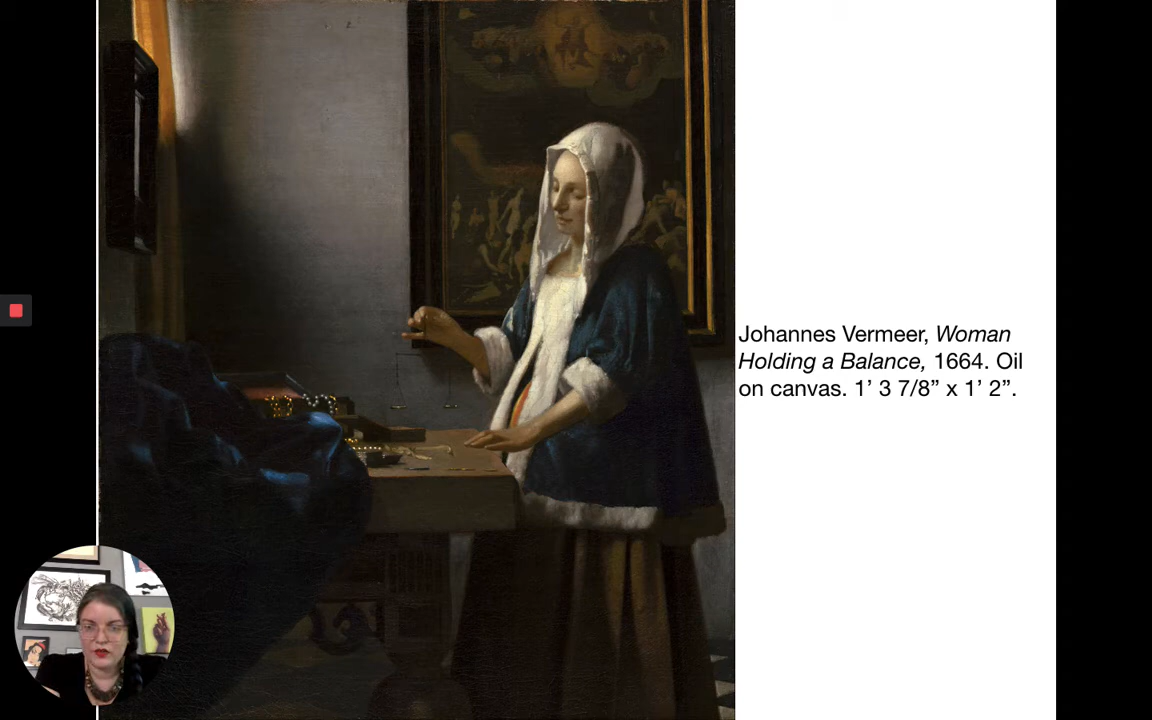 Johannes Vermeer, Woman
Holding a Balance, 1664. Oil
on canvas. 1’ 3 7/8” x 1’ 2”.